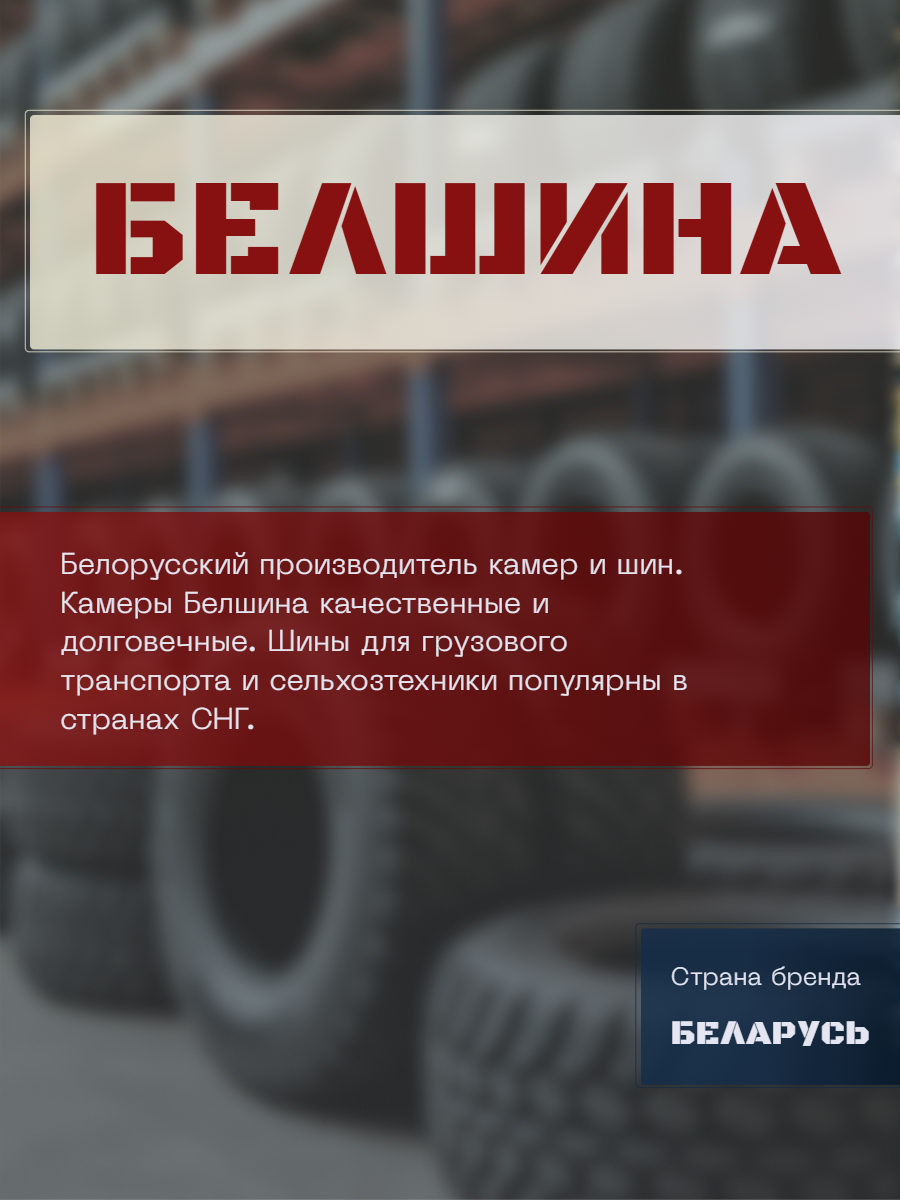 БЕЛШИНА
Белорусский производитель камер и шин.
Камеры Белшина качественные и
долговечные. Шины для грузового
транспорта и сельхозтехники популярны в
странах СНГ.
Страна бренда
БЕЛАРУСЬ